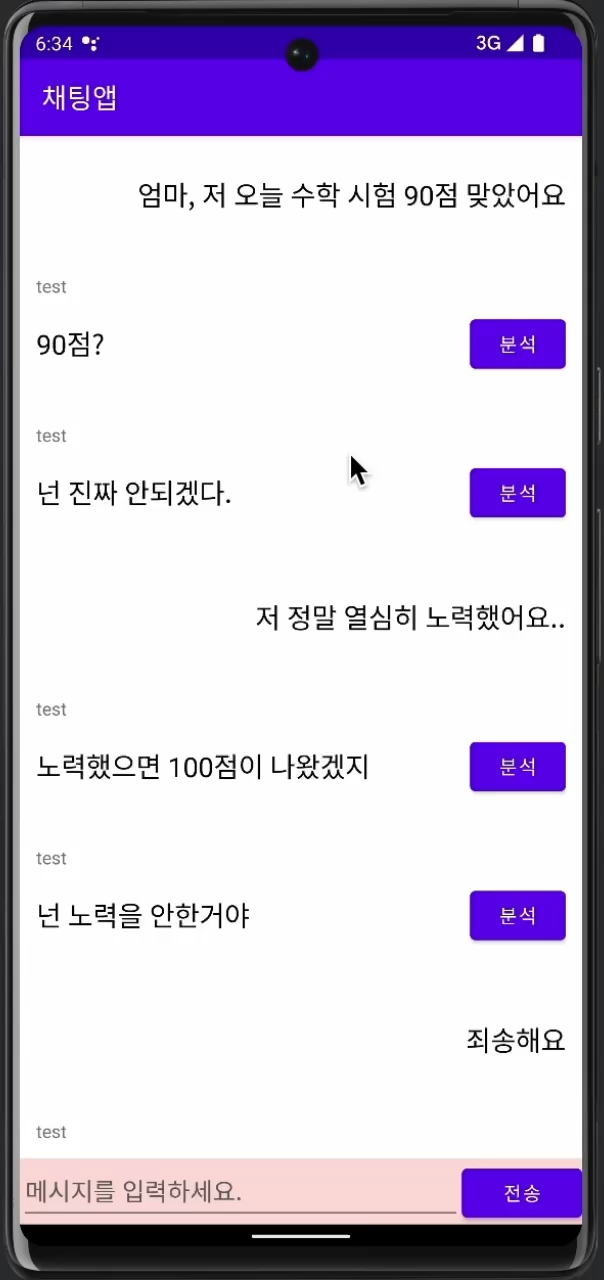 6:34
3G
채팅앱
엄마, 저 오늘 수학 시험 90점 맞았어요
test
90점?
분석
test
넌 진짜 안되겠다.
분석
저 정말 열심히 노력했어요..
test
노력했으면 100점이 나왔겠지
분석
test
넌 노력을 안한거야
분석
죄송해요
test
메시지를 입력하세요.
전송